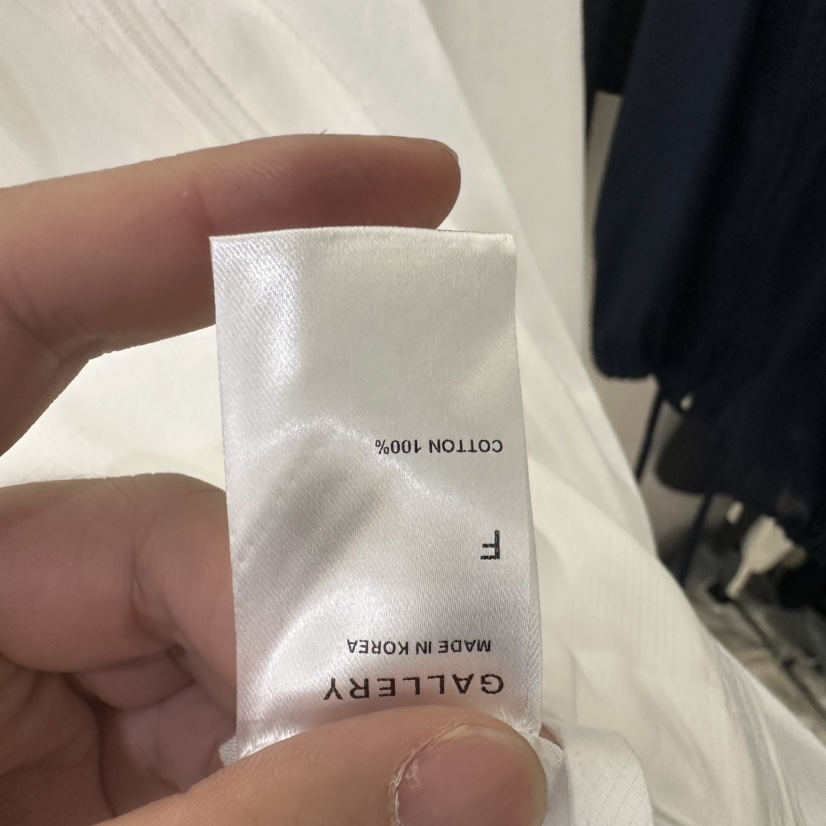 GALLERY
MADE IN KOREA
F
COTTON 100%